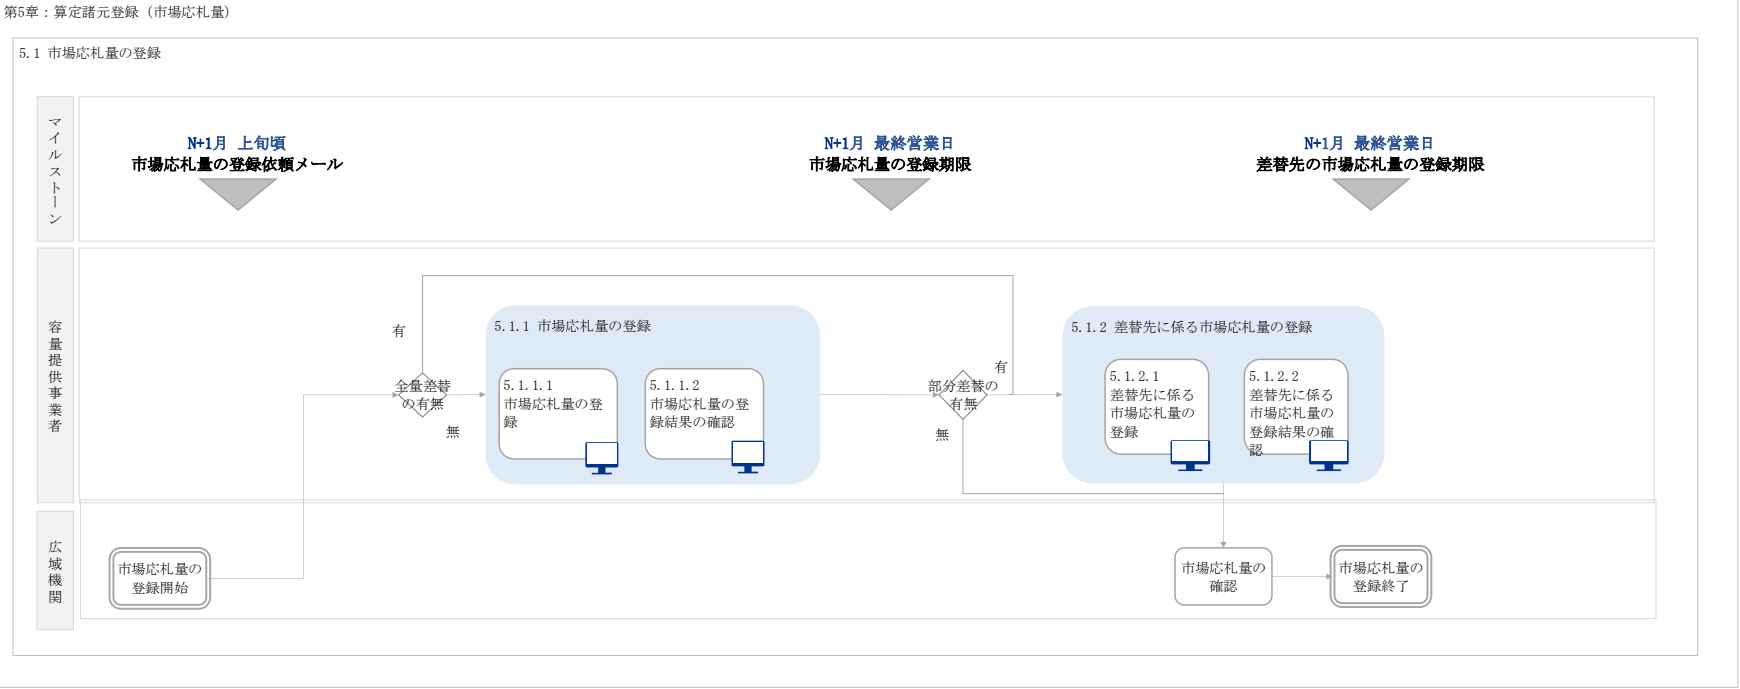 第5章：算定諸元登録（市場応札量）
5.1 市場応札量の登録
マイルストーン
N+1月 上旬頃
市場応札量の登録依頼メール
N+1月 最終営業日
市場応札量の登録期限
N+1月 最終営業日
差替先の市場応札量の登録期限
容量提供事業者
有
全量差替
の有無
無
5.1.1 市場応札量の登録
5.1.1.1
市場応札量の登
録
5.1.1.2
市場応札量の登
録結果の確認
部分差替の
有無
有
無
5.1.2 差替先に係る市場応札量の登録
5.1.2.1
差替先に係る
市場応札量の
登録
5.1.2.2
差替先に係る
市場応札量の
登録結果の確
認
広域機関
市場応札量の
登録開始
市場応札量の
確認
市場応札量の
登録終了